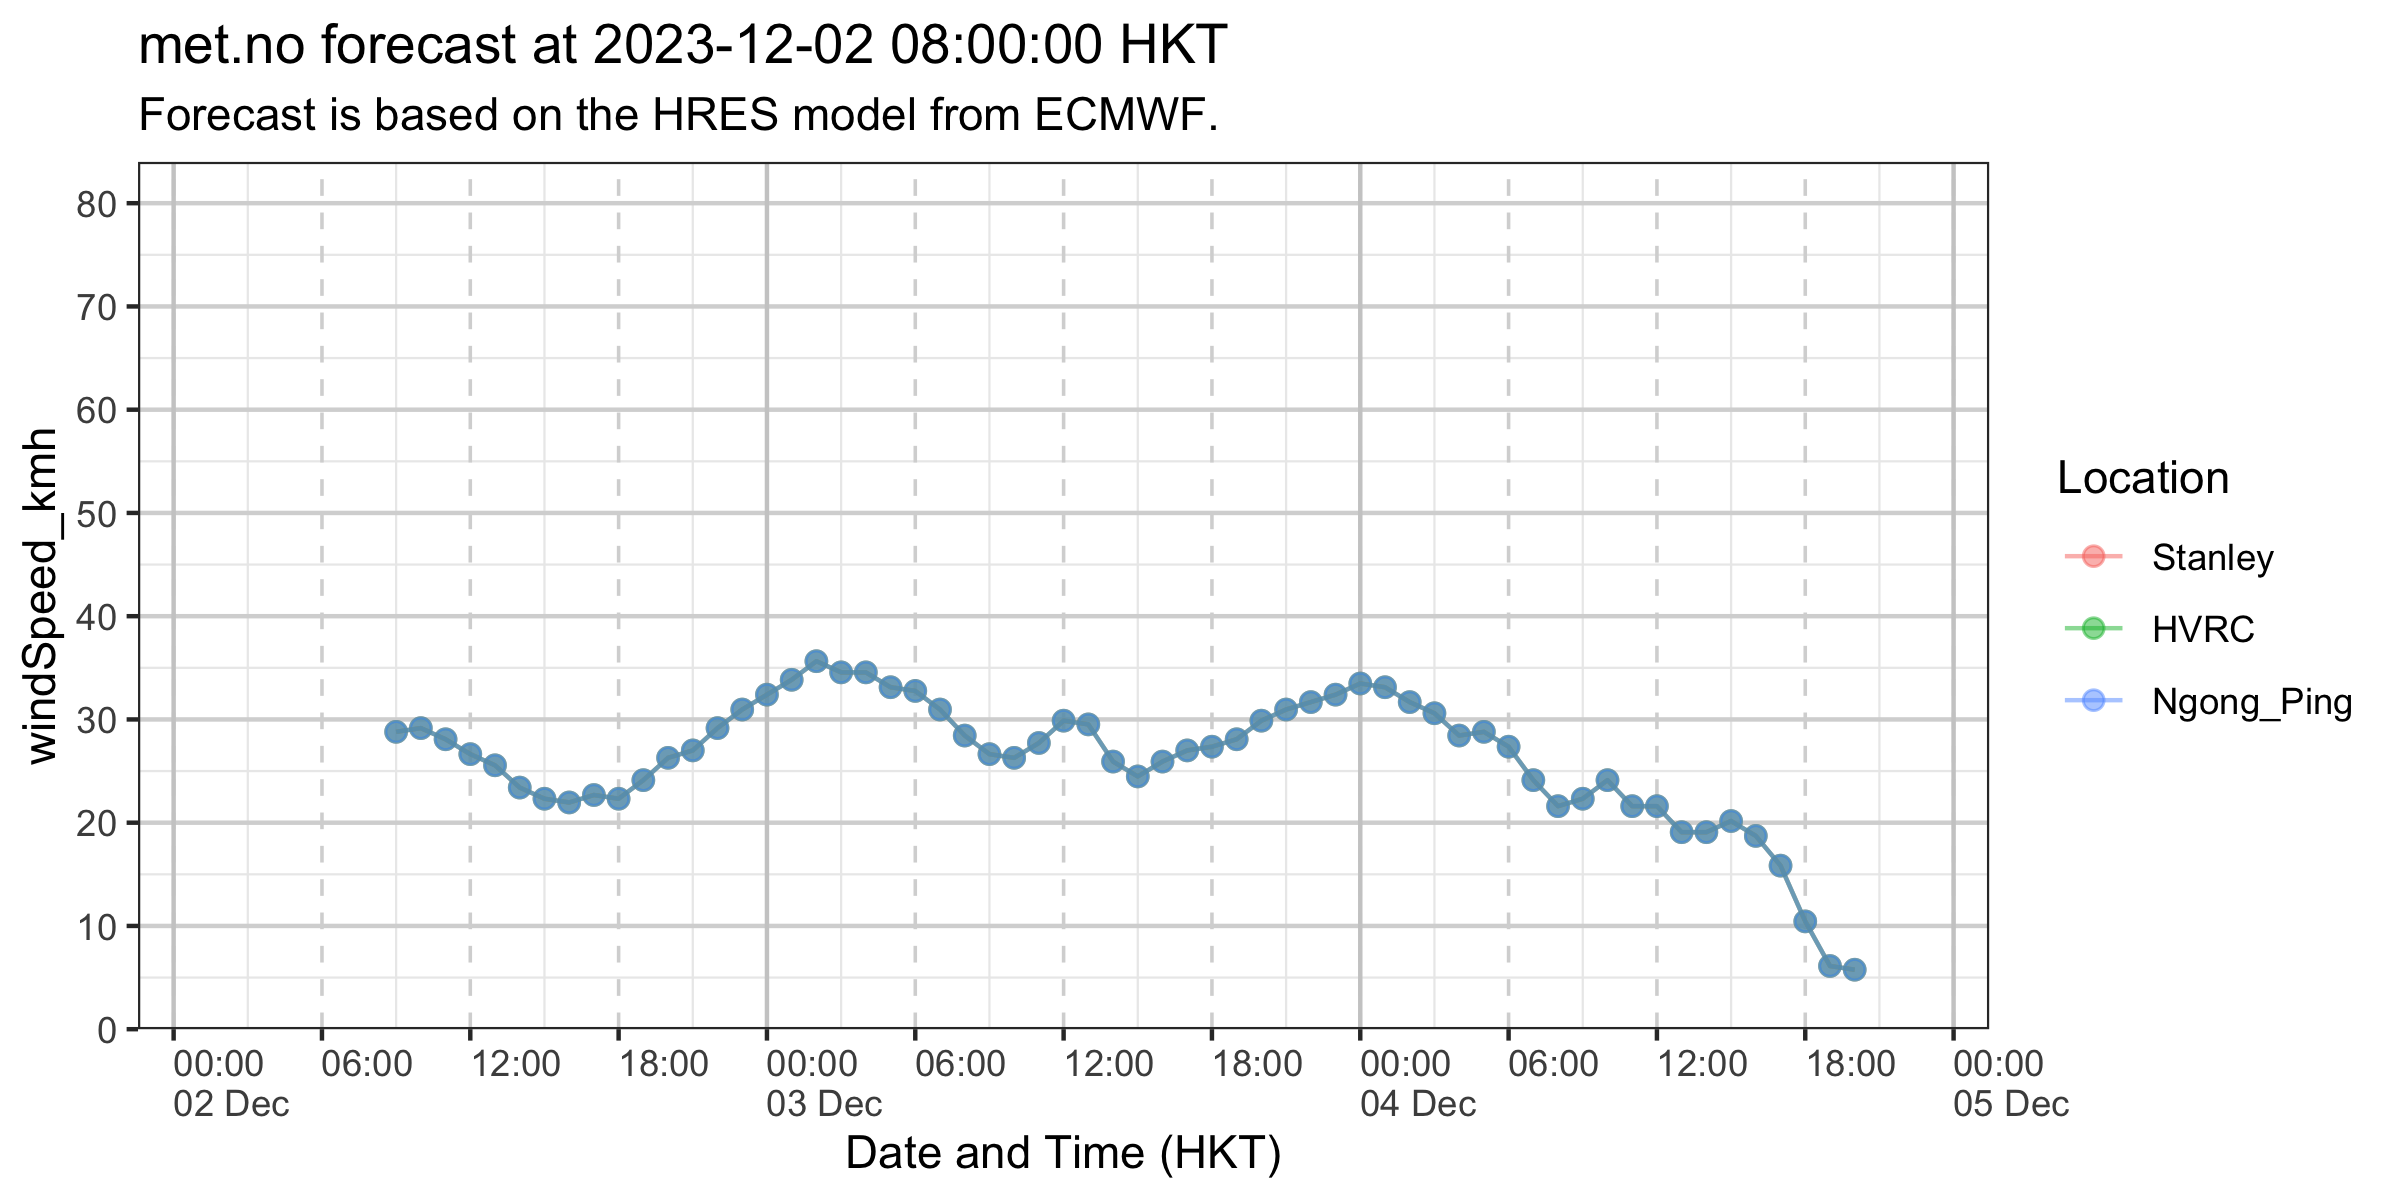 met.no forecast at 2023-12-02 08:00:00 HKT
Forecast is based on the HRES model from ECMWF.
windSpeed_kmh
80
70
60
50
40
30
20
10
0
00:00 06:00 12:00 18:00 00:00 06:00 12:00 18:00 00:00 06:00 12:00 18:00 00:00
02 Dec 03 Dec 04 Dec 05 Dec
Date and Time (HKT)
Location
Stanley
HVRC
Ngong_Ping